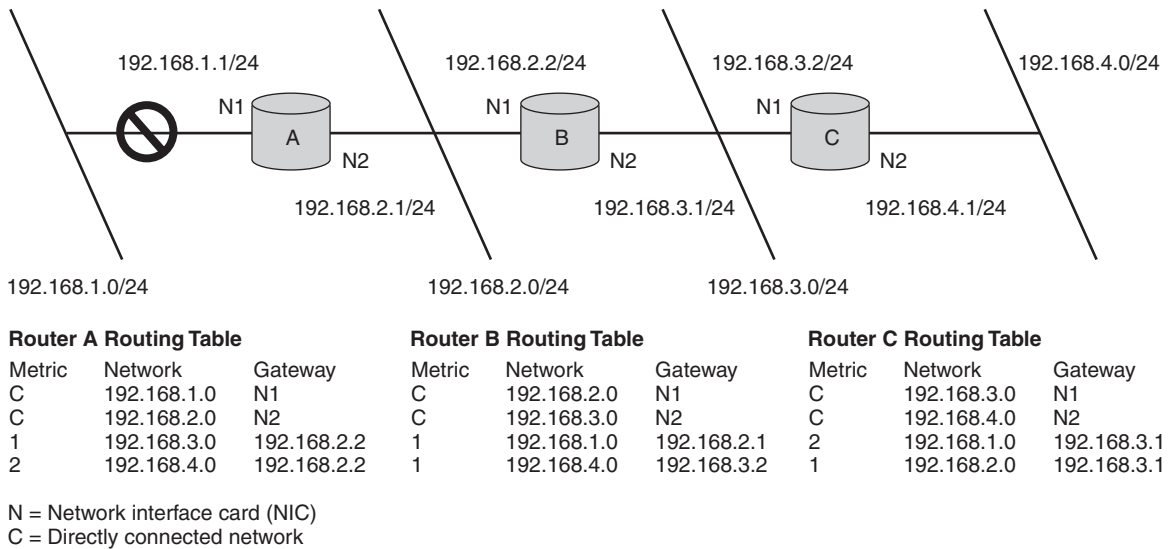 192.168.1.1/24
192.168.2.2/24
192.168.3.2/24
192.168.4.0/24
N1
A
N2
N1
B
N2
N1
C
N2
192.168.2.1/24
192.168.3.1/24
192.168.4.1/24
192.168.1.0/24
192.168.2.0/24
192.168.3.0/24
Router A Routing Table
Metric Network Gateway
C 192.168.1.0 N1
C 192.168.2.0 N2
1 192.168.3.0 192.168.2.2
2 192.168.4.0 192.168.2.2
Router B Routing Table
Metric Network Gateway
C 192.168.2.0 N1
C 192.168.3.0 N2
1 192.168.1.0 192.168.2.1
1 192.168.4.0 192.168.3.2
Router C Routing Table
Metric Network Gateway
C 192.168.3.0 N1
C 192.168.4.0 N2
2 192.168.1.0 192.168.3.1
1 192.168.2.0 192.168.3.1
N = Network interface card (NIC)
C = Directly connected network